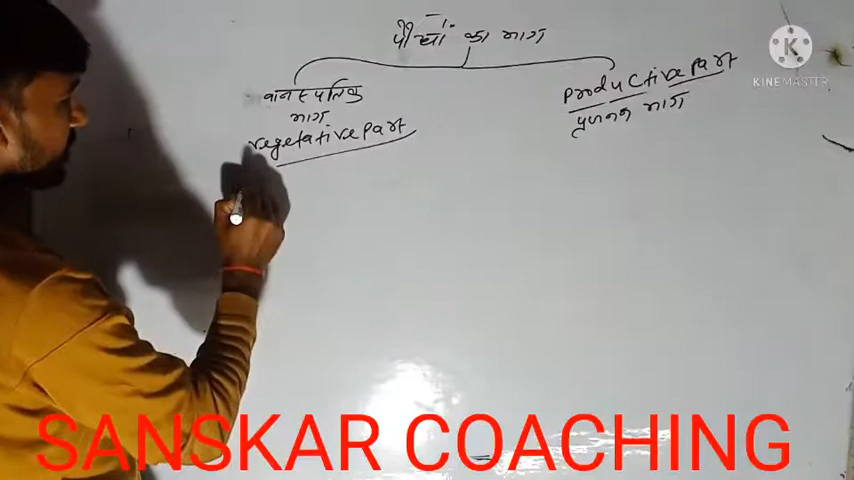 पौधों का भाग
वानस्पतिक
भाग
vegetative part
productive part
प्रजनन भाग
KINEMASTER
SANSKAR COACHING